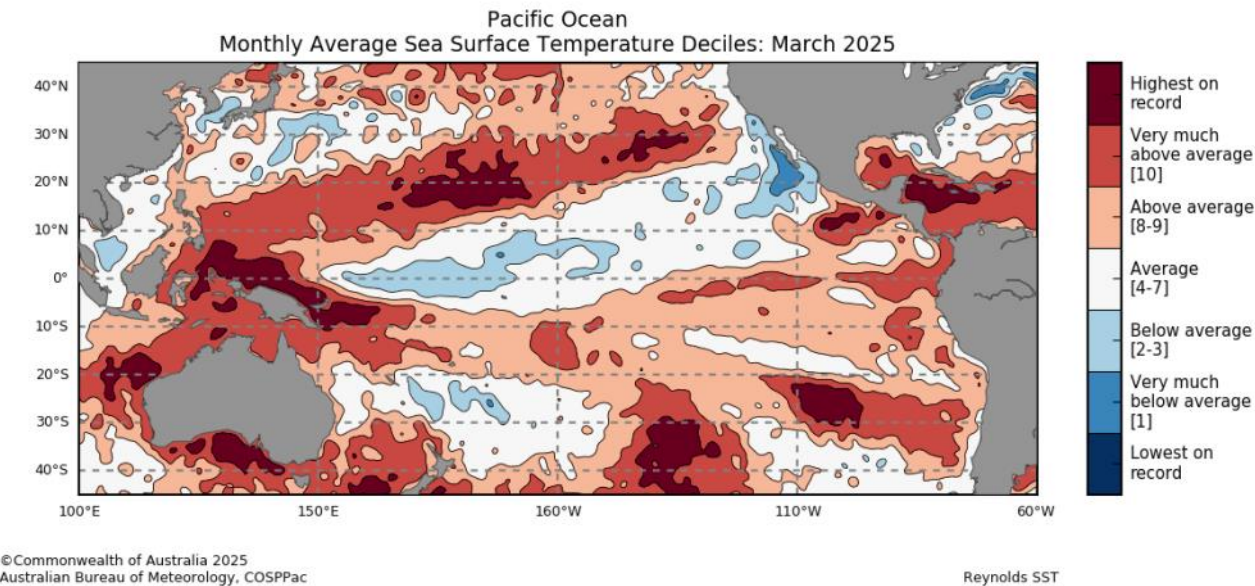 Pacific Ocean
Monthly Average Sea Surface Temperature Deciles: March 2025
40°N
30°N
20°N
10°N
0°
10°S
20°S
30°S
40°S
100°E
150°E
160°W
110°W
60°W
Highest on
record
Very much
above average
[10]
Above average
[8-9]
Average
[4-7]
Below average
[2-3]
Very much
below average
[1]
Lowest on
record
©Commonwealth of Australia 2025
Australian Bureau of Meteorology, COSPPac
Reynolds SST